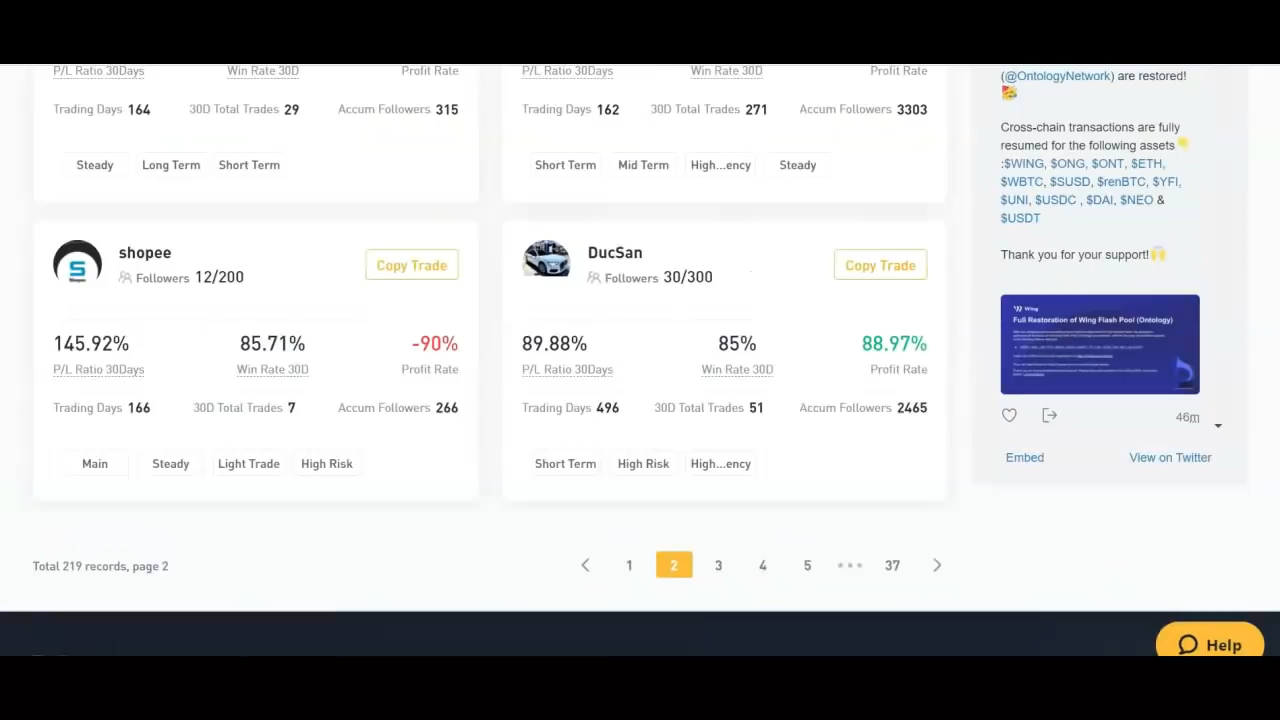 P/L Ratio 30Days Win Rate 30D Profit Rate
Trading Days 164 30D Total Trades 29 Accum Followers 315
Steady Long Term Short Term
P/L Ratio 30Days Win Rate 30D Profit Rate
Trading Days 162 30D Total Trades 271 Accum Followers 3303
Short Term Mid Term High...ency Steady
shopee
Followers 12/200
Copy Trade
145.92% 85.71% -90%
P/L Ratio 30Days Win Rate 30D Profit Rate
Trading Days 166 30D Total Trades 7 Accum Followers 266
Main Steady Light Trade High Risk
DucSan
Followers 30/300
Copy Trade
89.88% 85% 88.97%
P/L Ratio 30Days Win Rate 30D Profit Rate
Trading Days 496 30D Total Trades 51 Accum Followers 2465
Short Term High Risk High...ency
Total 219 records, page 2
1 2 3 4 5 ••• 37
(@OntologyNetwork) are restored!
Cross-chain transactions are fully
resumed for the following assets
:$WING, $ONG, $ONT, $ETH,
$WBTC, $SUSD, $renBTC, $YFI,
$UNI, $USDC , $DAI, $NEO &
$USDT
Thank you for your support!
Wing
Full Restoration of Wing Flash Pool (Ontology)
46m
Embed View on Twitter
Help